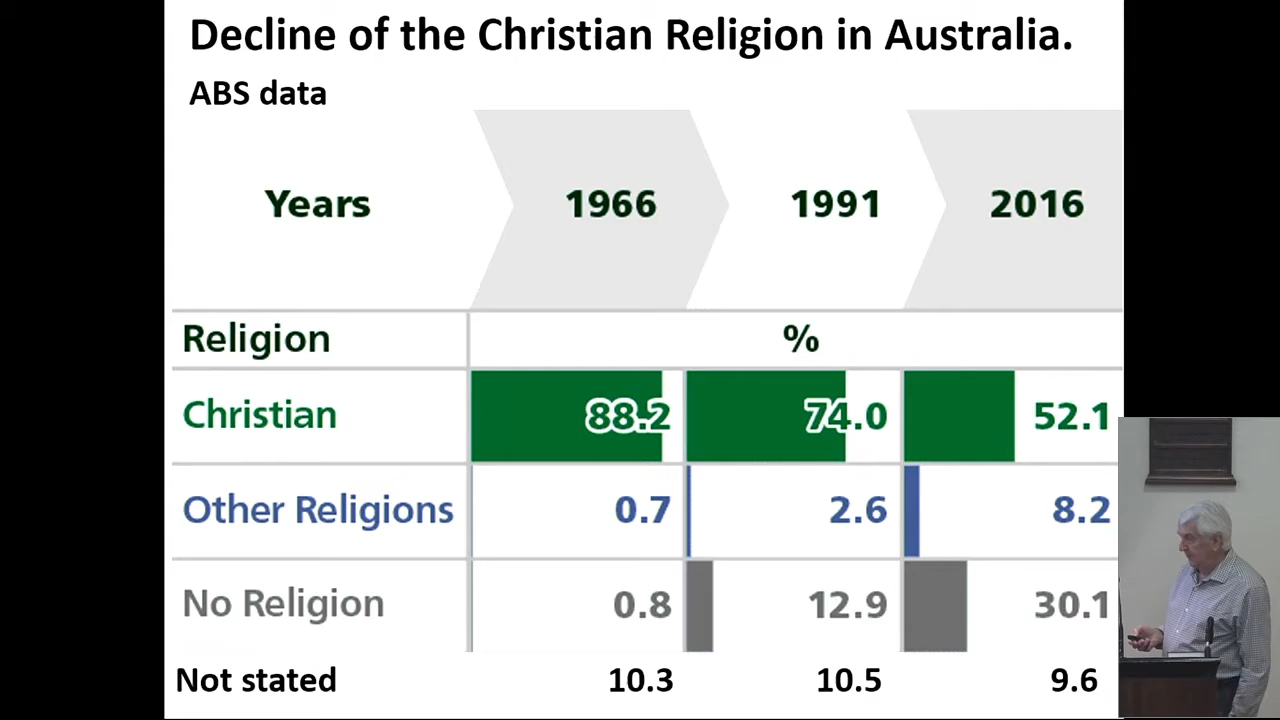 Decline of the Christian Religion in Australia.
ABS data
Years 1966 1991 2016
Religion %
Christian 88.2 74.0 52.1
Other Religions 0.7 2.6 8.2
No Religion 0.8 12.9 30.1
Not stated 10.3 10.5 9.6